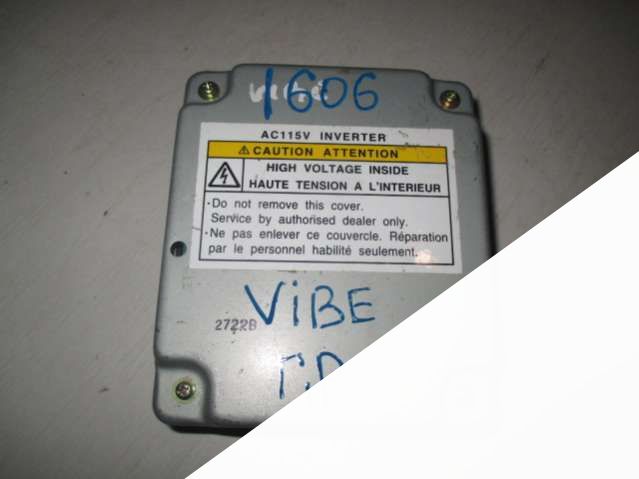 1606
AC115V INVERTER
⚠ CAUTION ATTENTION
HIGH VOLTAGE INSIDE
HAUTE TENSION A L'INTERIEUR
·Do not remove this cover.
Service by authorised dealer only.
·Ne pas enlever ce couvercle. Réparation
par le personnel habilité seulement.
ViBE
2722B